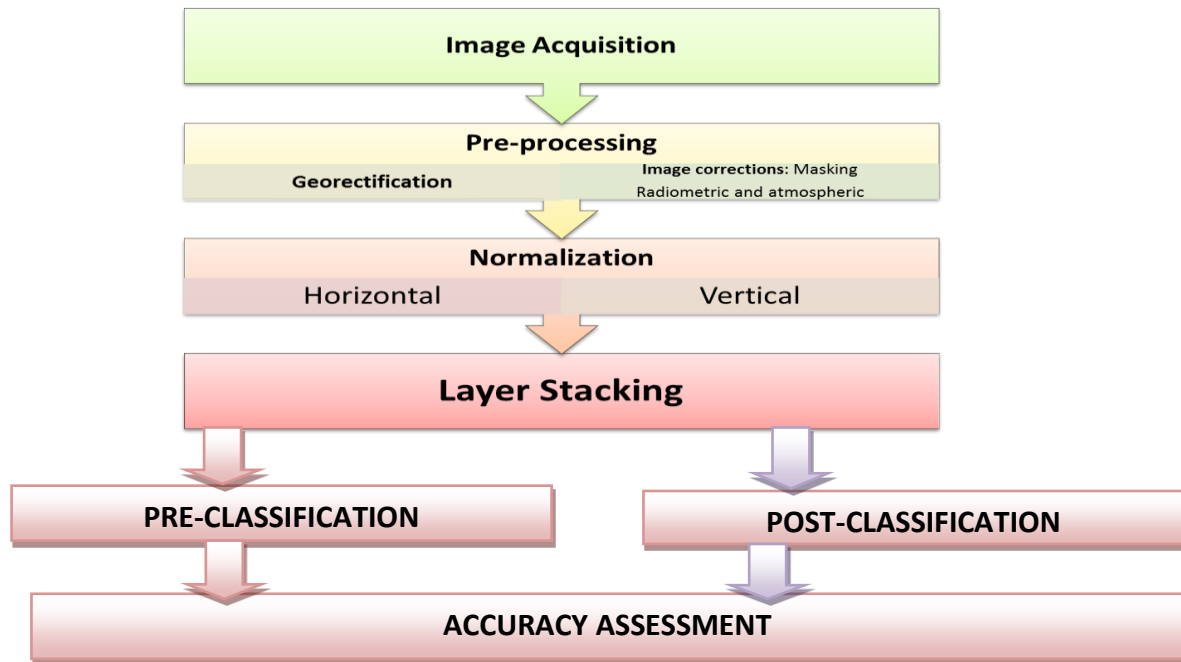 Image Acquisition
Pre-processing
Georectification
Image corrections: Masking
Radiometric and atmospheric
Normalization
Horizontal
Vertical
Layer Stacking
PRE-CLASSIFICATION
POST-CLASSIFICATION
ACCURACY ASSESSMENT